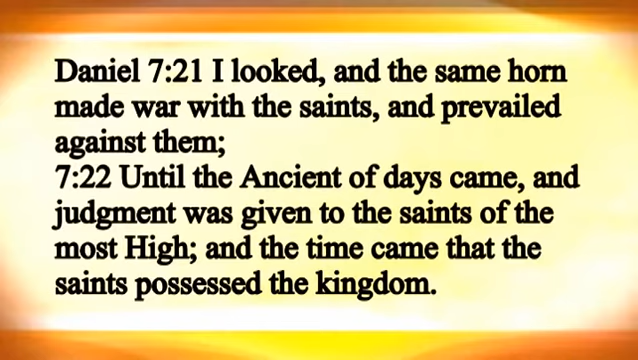 Daniel 7:21 I looked, and the same horn
made war with the saints, and prevailed
against them;
7:22 Until the Ancient of days came, and
judgment was given to the saints of the
most High; and the time came that the
saints possessed the kingdom.